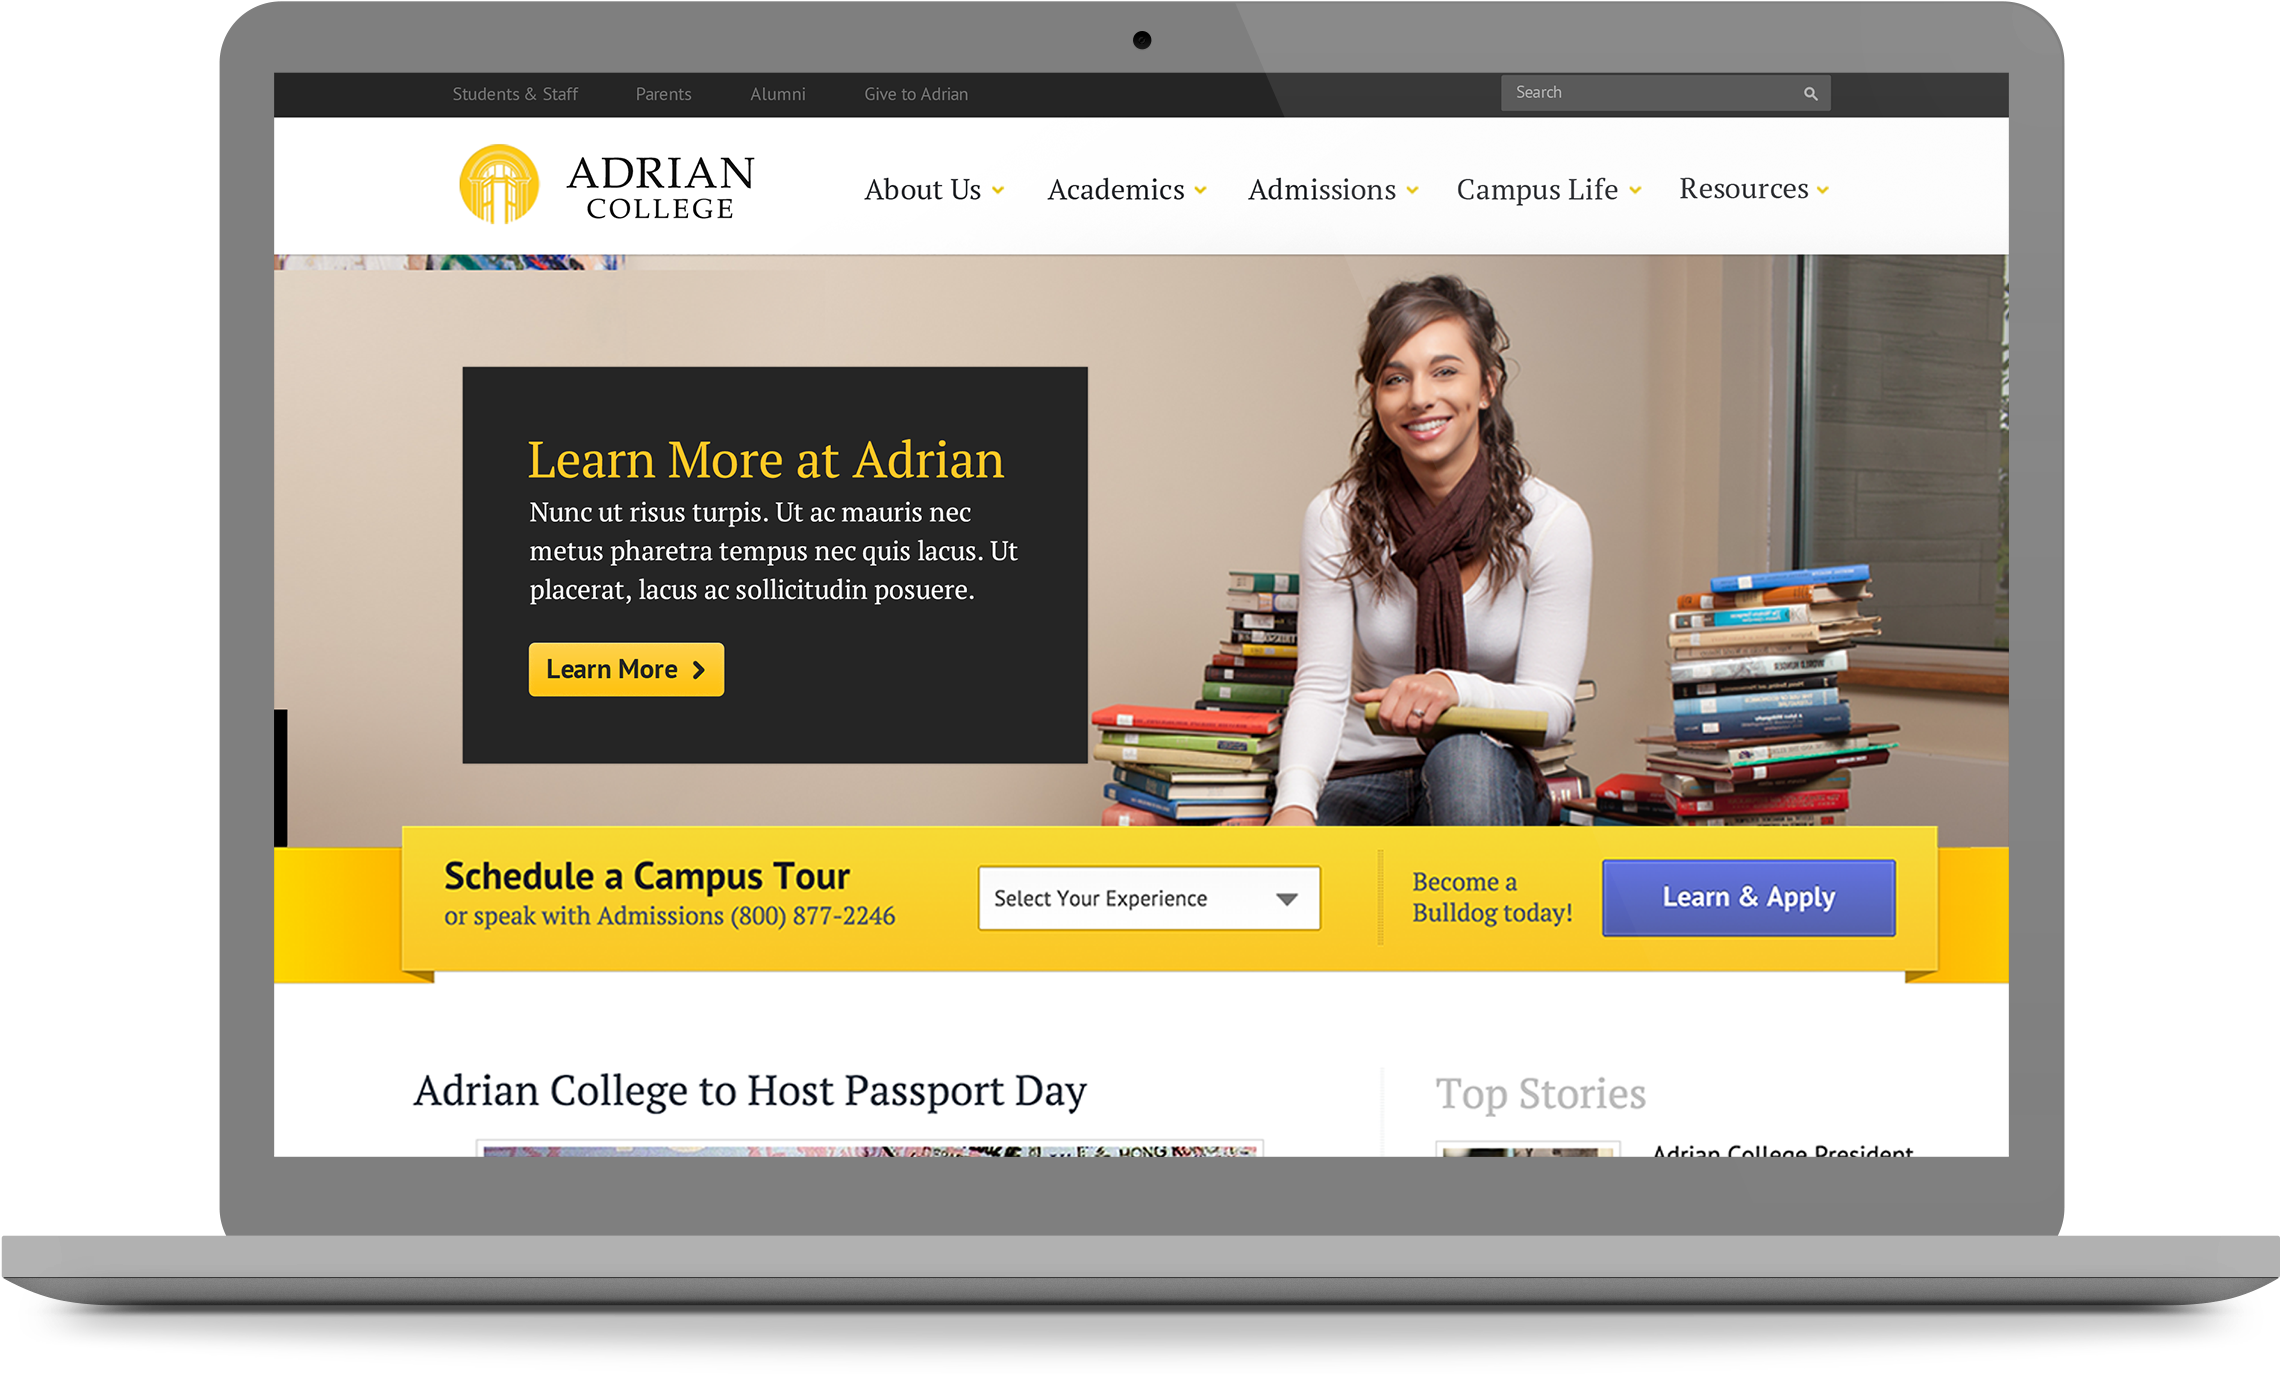 Students & Staff
Parents
Alumni
Give to Adrian
Search
ADRIAN
COLLEGE
About Us
Academics
Admissions
Campus Life
Resources
Learn More at Adrian
Nunc ut risus turpis. Ut ac mauris nec
metus pharetra tempus nec quis lacus. Ut
placerat, lacus ac sollicitudin posuere.
Learn More
Schedule a Campus Tour
or speak with Admissions (800) 877-2246
Select Your Experience
Become a
Bulldog today!
Learn & Apply
Adrian College to Host Passport Day
Top Stories
Adrian College President
HONG